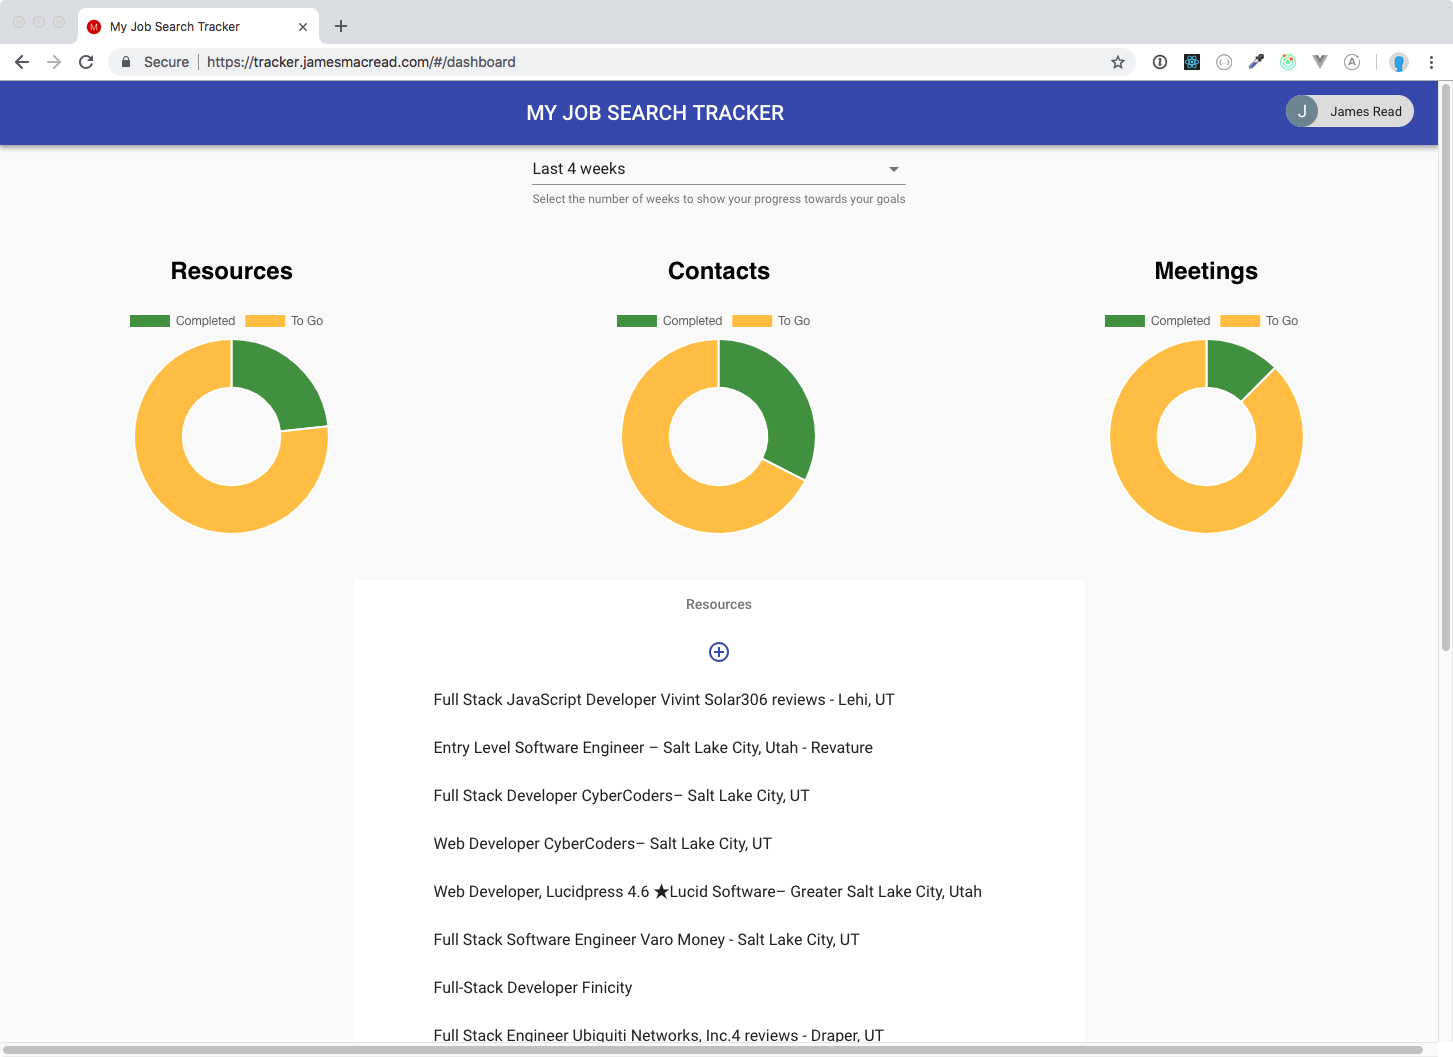 My Job Search Tracker
Secure
https://tracker.jamesmacread.com/#/dashboard
MY JOB SEARCH TRACKER
J
James Read
Last 4 weeks
Select the number of weeks to show your progress towards your goals
Resources
Contacts
Meetings
Completed To Go
Completed To Go
Completed To Go
Resources
Full Stack JavaScript Developer Vivint Solar306 reviews - Lehi, UT
Entry Level Software Engineer – Salt Lake City, Utah - Revature
Full Stack Developer CyberCoders– Salt Lake City, UT
Web Developer CyberCoders– Salt Lake City, UT
Web Developer, Lucidpress 4.6 ★Lucid Software– Greater Salt Lake City, Utah
Full Stack Software Engineer Varo Money - Salt Lake City, UT
Full-Stack Developer Finicity
Full Stack Engineer Ubiquiti Networks, Inc.4 reviews - Draper, UT